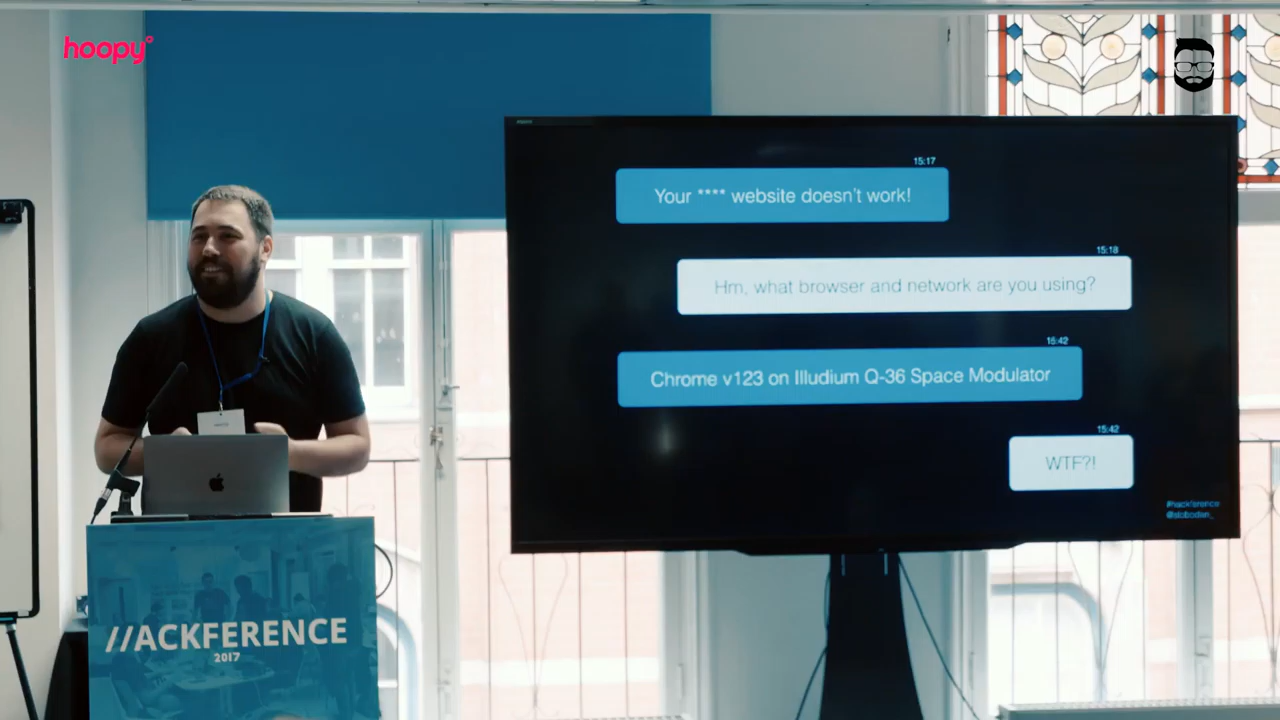 hoopy
15:17
Your **** website doesn't work!
15:18
Hm, what browser and network are you using?
15:42
Chrome v123 on Illudium Q-36 Space Modulator
15:42
WTF?!
#hackference
@slobodan_
//ACKFERENCE
2017